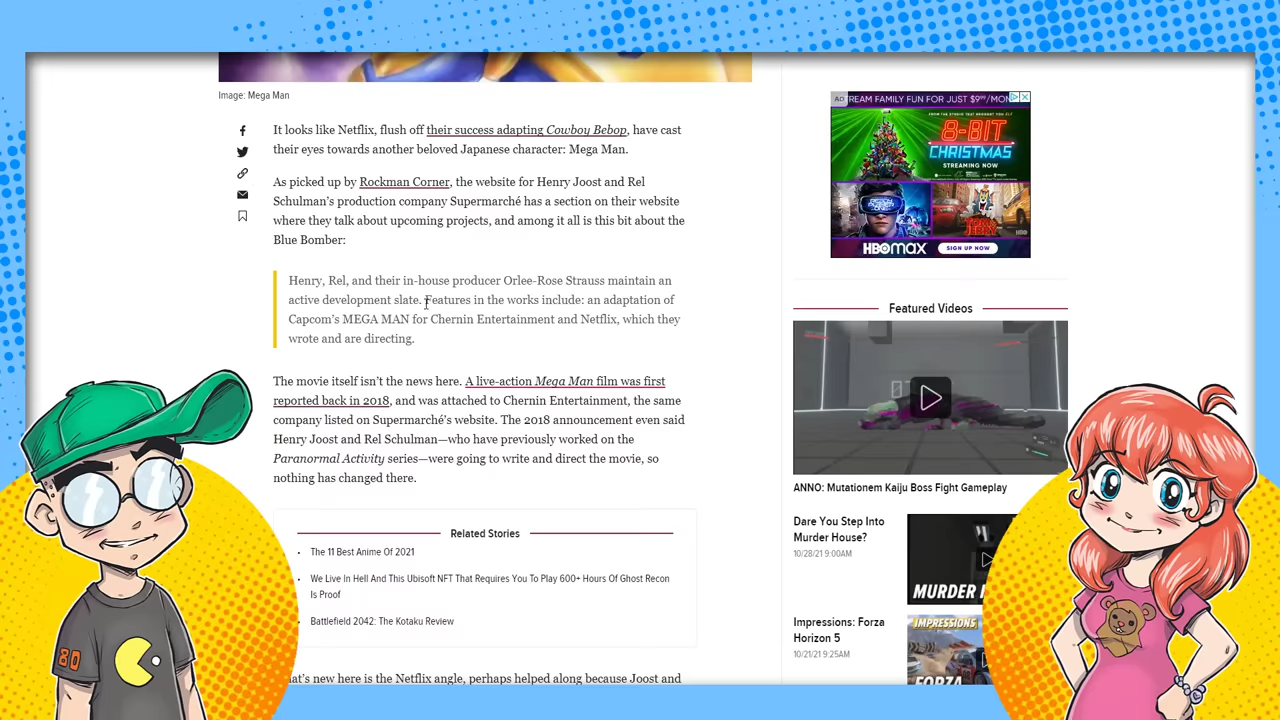 Image: Mega Man
It looks like Netflix, flush off their success adapting Cowboy Bebop, have cast
their eyes towards another beloved Japanese character: Mega Man.
As picked up by Rockman Corner, the website for Henry Joost and Rel
Schulman's production company Supermarché has a section on their website
where they talk about upcoming projects, and among it all is this bit about the
Blue Bomber:
Henry, Rel, and their in-house producer Orlee-Rose Strauss maintain an
active development slate. Features in the works include: an adaptation of
Capcom's MEGA MAN for Chernin Entertainment and Netflix, which they
wrote and are directing.
The movie itself isn't the news here. A live-action Mega Man film was first
reported back in 2018, and was attached to Chernin Entertainment, the same
company listed on Supermarché's website. The 2018 announcement even said
Henry Joost and Rel Schulman—who have previously worked on the
Paranormal Activity series—were going to write and direct the movie, so
nothing has changed there.
Related Stories
The 11 Best Anime Of 2021
We Live In Hell And This Ubisoft NFT That Requires You To Play 600+ Hours Of Ghost Recon
Is Proof
Battlefield 2042: The Kotaku Review
at's new here is the Netflix angle, perhaps helped along because Joost and
AD
TREAM FAMILY FUN FOR JUST $9.99/MON
8-BIT
CHRISTMAS
STREAMING NOW
HBOMAX
SIGN UP NOW
Featured Videos
ANNO: Mutationem Kaiju Boss Fight Gameplay
Dare You Step Into
Murder House?
10/28/21 9:00AM
MURDER
Impressions: Forza
Horizon 5
10/21/21 9:25AM
IMPRESSIONS
FORZA
80